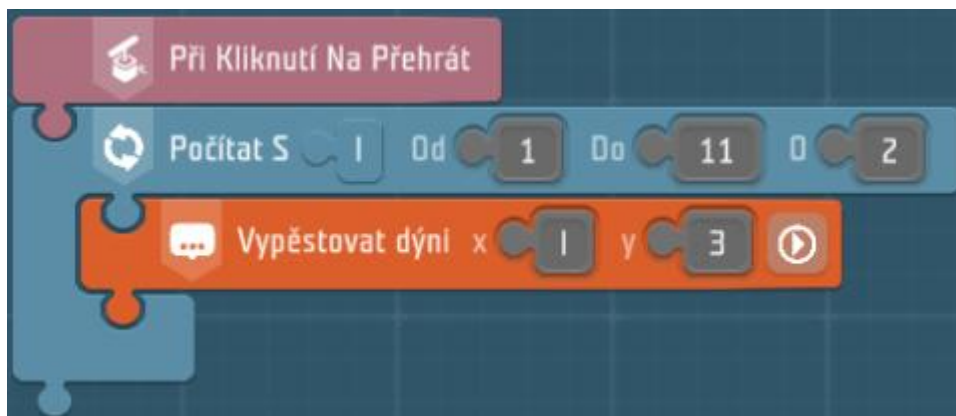 Při Kliknutí Na Přehrát
Počítat S I Od 1 Do 11 O 2
Vypěstovat dýni x I y 3